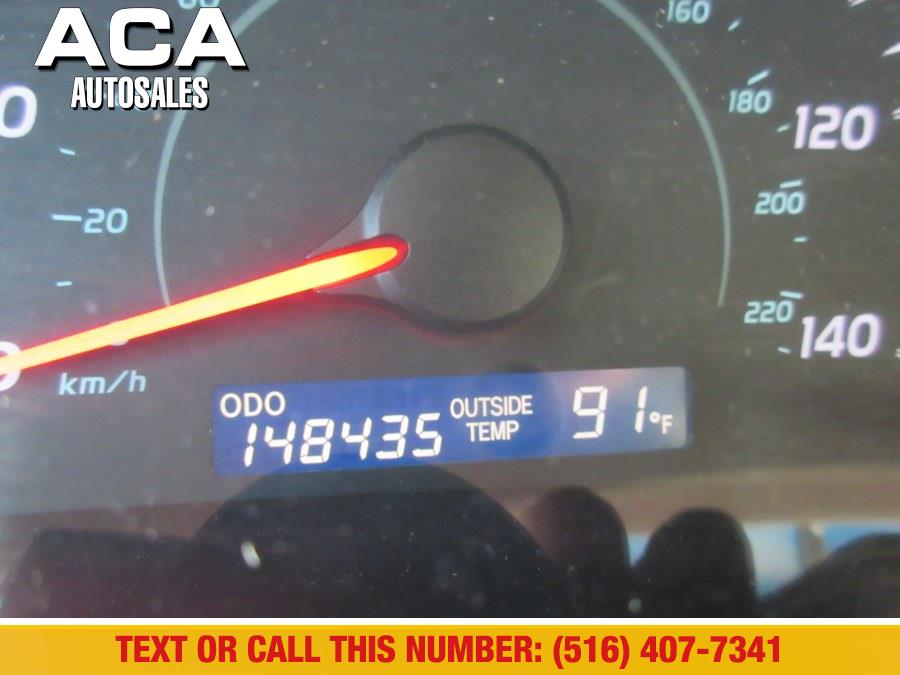 ACA
AUTOSALES
160
180
120
20
200
220
140
km/h
ODO
148435
OUTSIDE
TEMP
91°F
TEXT OR CALL THIS NUMBER: (516) 407-7341